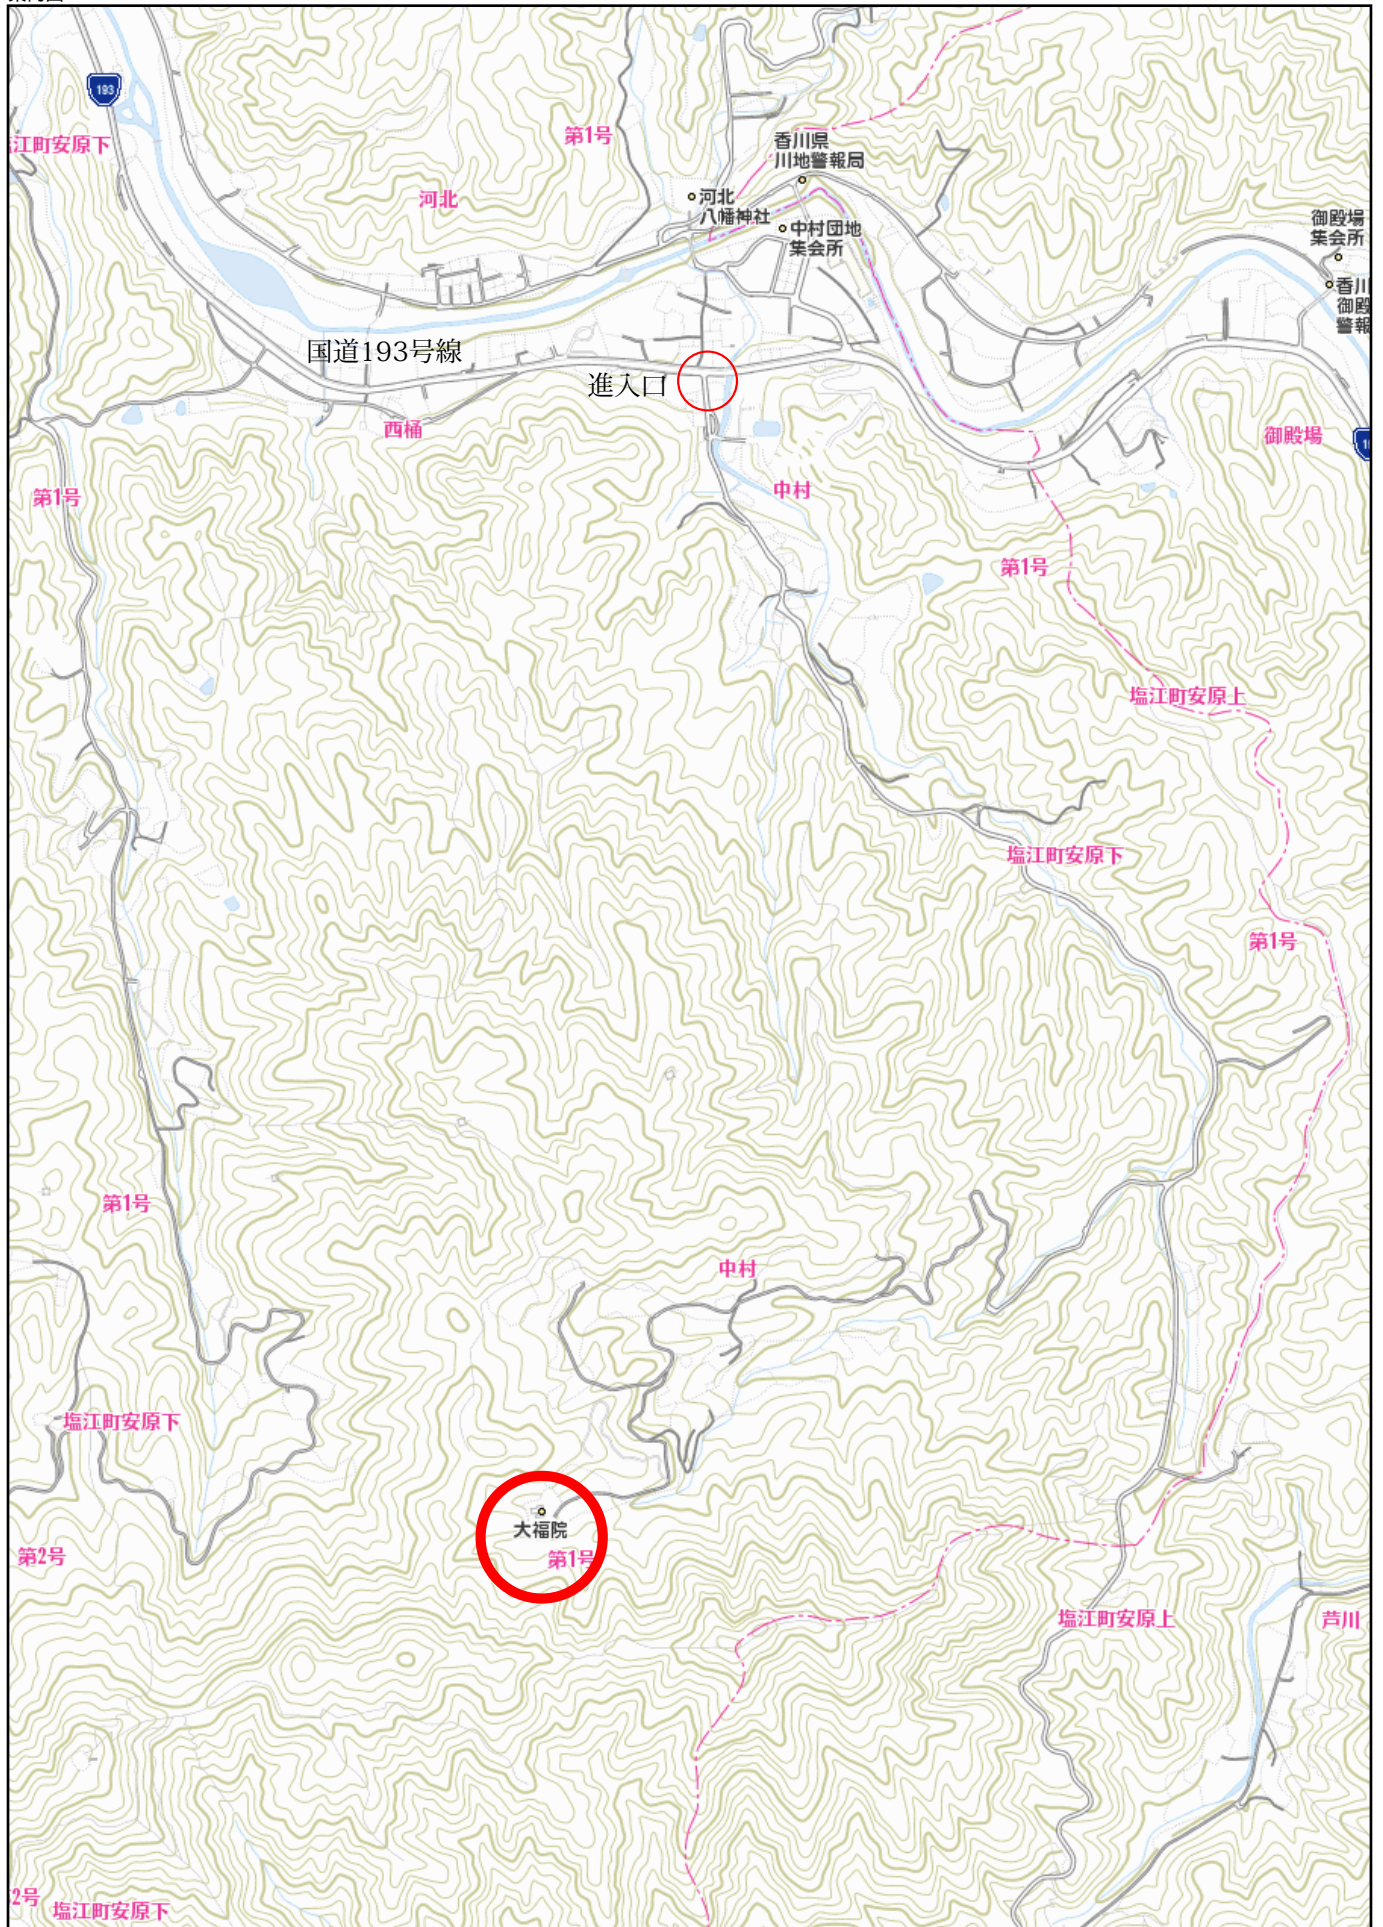 193
塩江町安原下
第1号
香川県
川地警報局
河北
河北
八幡神社
中村団地
集会所
御殿場
集会所
香川
御殿
警報
国道193号線
進入口
西桶
御殿場
第1号
中村
第1号
塩江町安原上
塩江町安原下
第1号
第1号
中村
塩江町安原下
大福院
第1号
第2号
塩江町安原上
芦川
2号
塩江町安原下